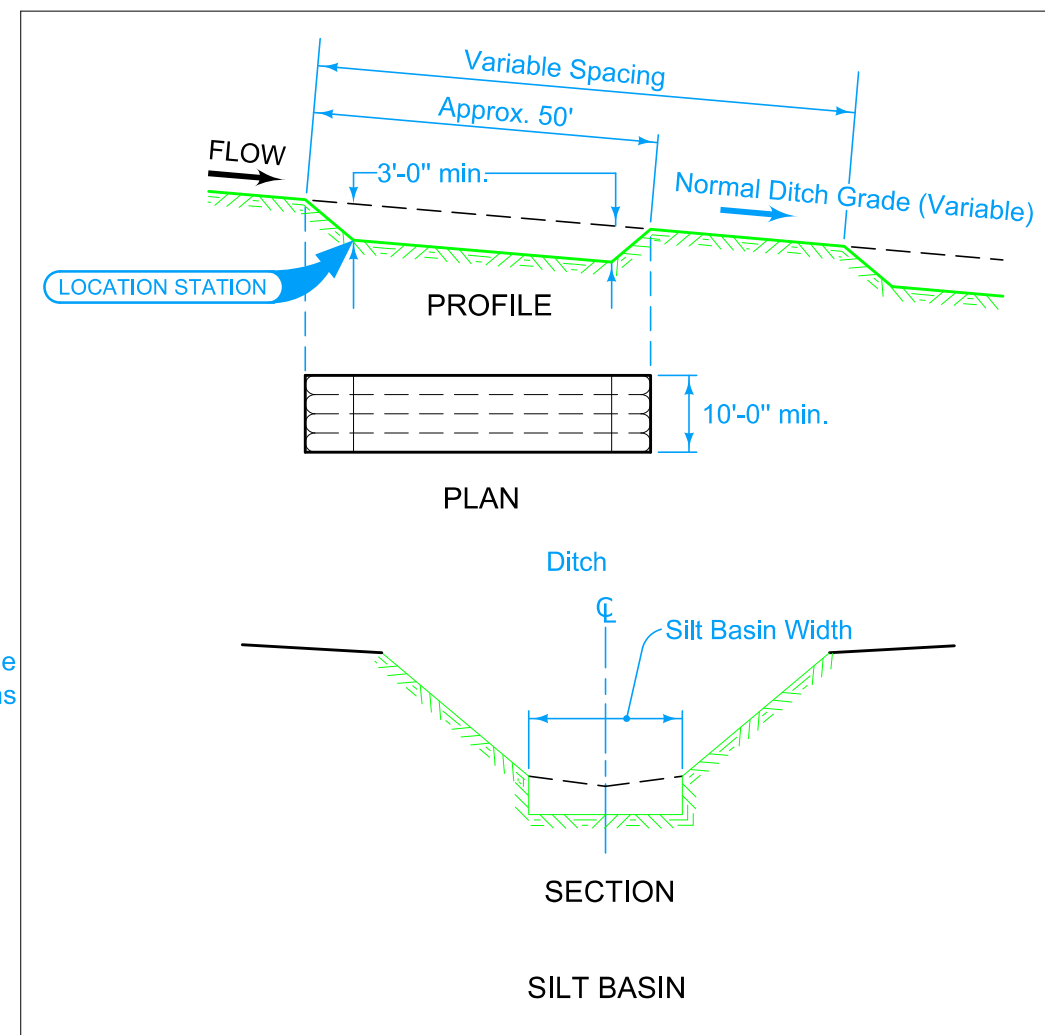 Variable Spacing
Approx. 50'
FLOW
3'-0" min.
Normal Ditch Grade (Variable)
LOCATION STATION
PROFILE
10'-0" min.
PLAN
Ditch
℄
Silt Basin Width
e
ns
SECTION
SILT BASIN